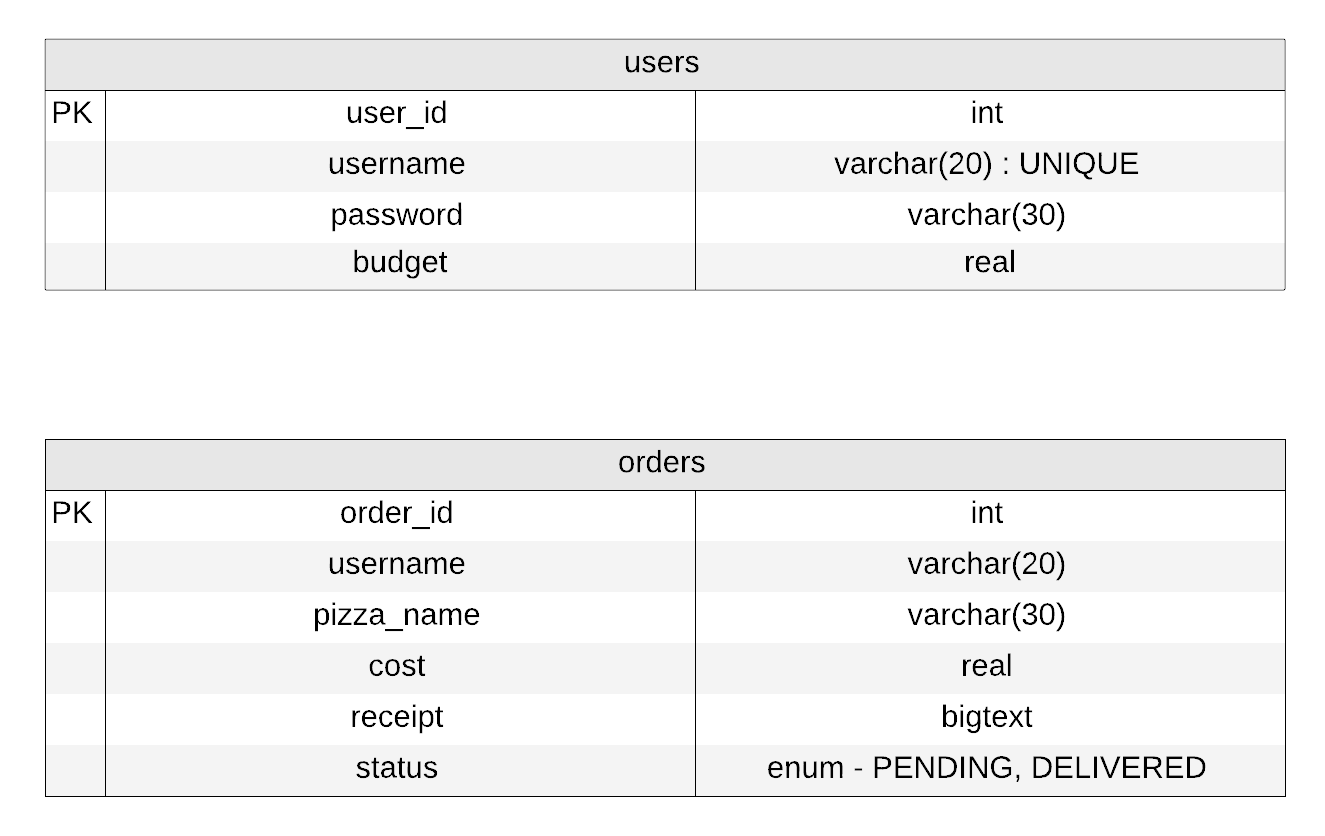 users
PK user_id int
username varchar(20) : UNIQUE
password varchar(30)
budget real
orders
PK order_id int
username varchar(20)
pizza_name varchar(30)
cost real
receipt bigtext
status enum - PENDING, DELIVERED